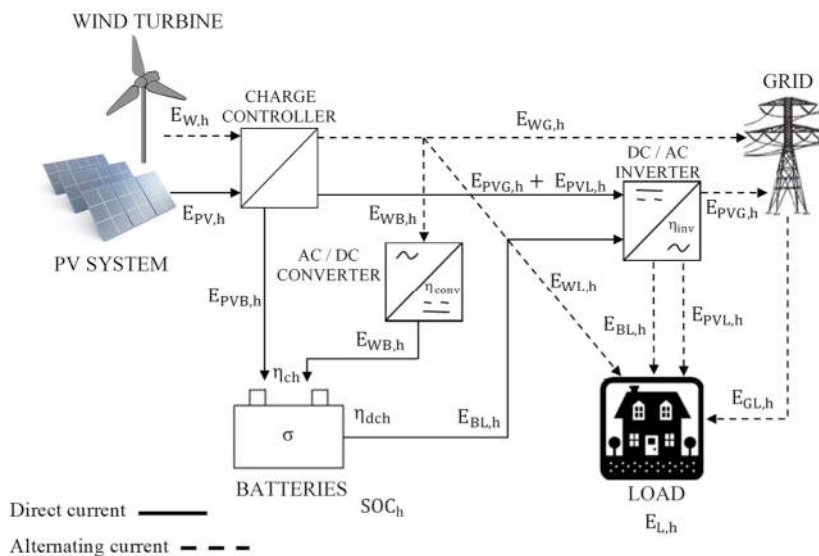 WIND TURBINE
E_W,h
CHARGE
CONTROLLER
E_WG,h
GRID
DC / AC
INVERTER
E_PVG,h + E_PVL,h
η_inv
E_PVG,h
E_PV,h
PV SYSTEM
E_WB,h
AC / DC
CONVERTER
η_conv
E_WL,h
E_PVB,h
E_WB,h
E_BL,h
E_PVL,h
η_ch
σ
η_dch
E_BL,h
E_GL,h
BATTERIES
SOC_h
LOAD
E_L,h
Direct current
Alternating current